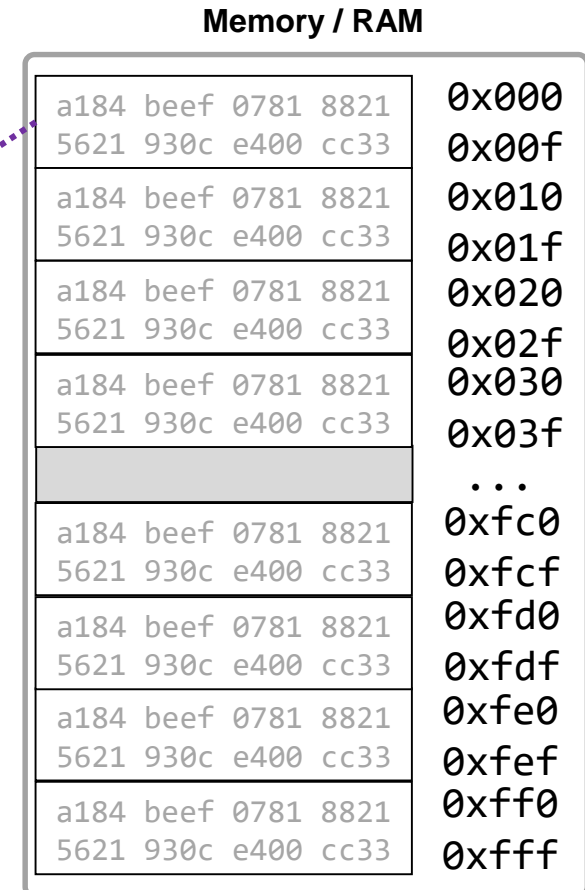 Memory / RAM
a184 beef 0781 8821 0x000
5621 930c e400 cc33 0x00f
a184 beef 0781 8821 0x010
5621 930c e400 cc33 0x01f
a184 beef 0781 8821 0x020
5621 930c e400 cc33 0x02f
a184 beef 0781 8821 0x030
5621 930c e400 cc33 0x03f
...
a184 beef 0781 8821 0xfc0
5621 930c e400 cc33 0xfcf
a184 beef 0781 8821 0xfd0
5621 930c e400 cc33 0xfdf
a184 beef 0781 8821 0xfe0
5621 930c e400 cc33 0xfef
a184 beef 0781 8821 0xff0
5621 930c e400 cc33 0xfff